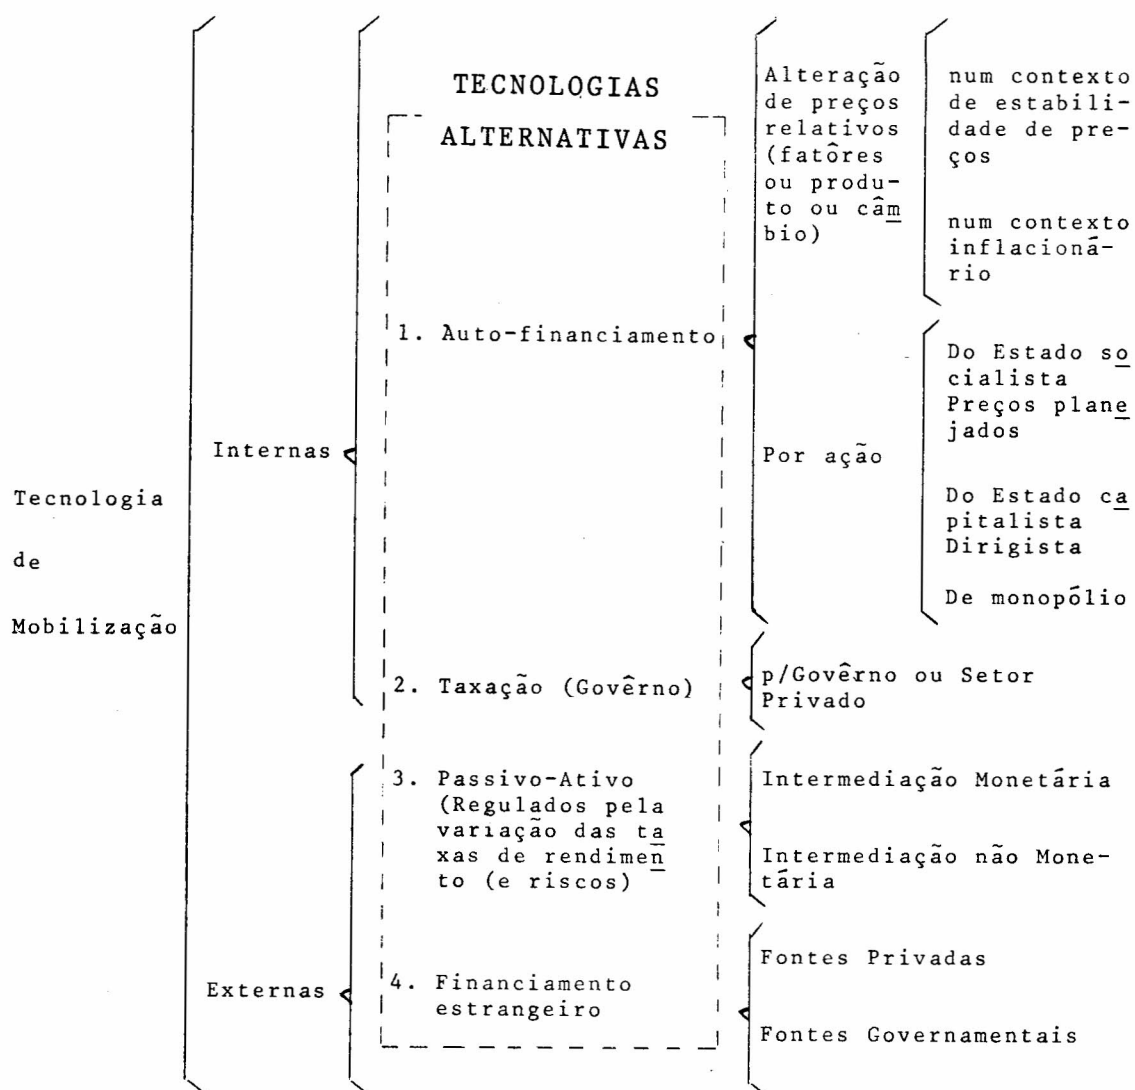 TECNOLOGIAS
ALTERNATIVAS
Tecnologia
de
Mobilização
Internas
1. Auto-financiamento
Alteração
de preços
relativos
(fatôres
ou produ-
to ou câm
bio)
num contexto
de estabili-
dade de pre-
ços
num contexto
inflacioná-
rio
Por ação
Do Estado so
cialista
Preços plane
jados
Do Estado ca
pitalista
Dirigista
De monopólio
2. Taxação (Govêrno)
p/Govêrno ou Setor
Privado
Externas
3. Passivo-Ativo
(Regulados pela
variação das ta
xas de rendimen
to (e riscos)
Intermediação Monetária
Intermediação não Mone-
tária
4. Financiamento
estrangeiro
Fontes Privadas
Fontes Governamentais